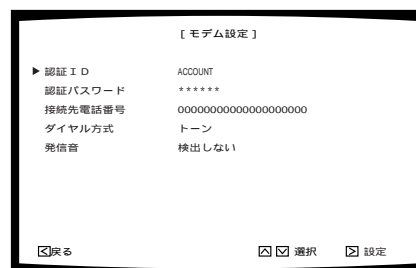 [ モデム設定 ]
▶ 認証ＩＤ ACCOUNT
認証パスワード ******
接続先電話番号 00000000000000000000
ダイヤル方式 トーン
発信音 検出しない
戻る 選択 設定